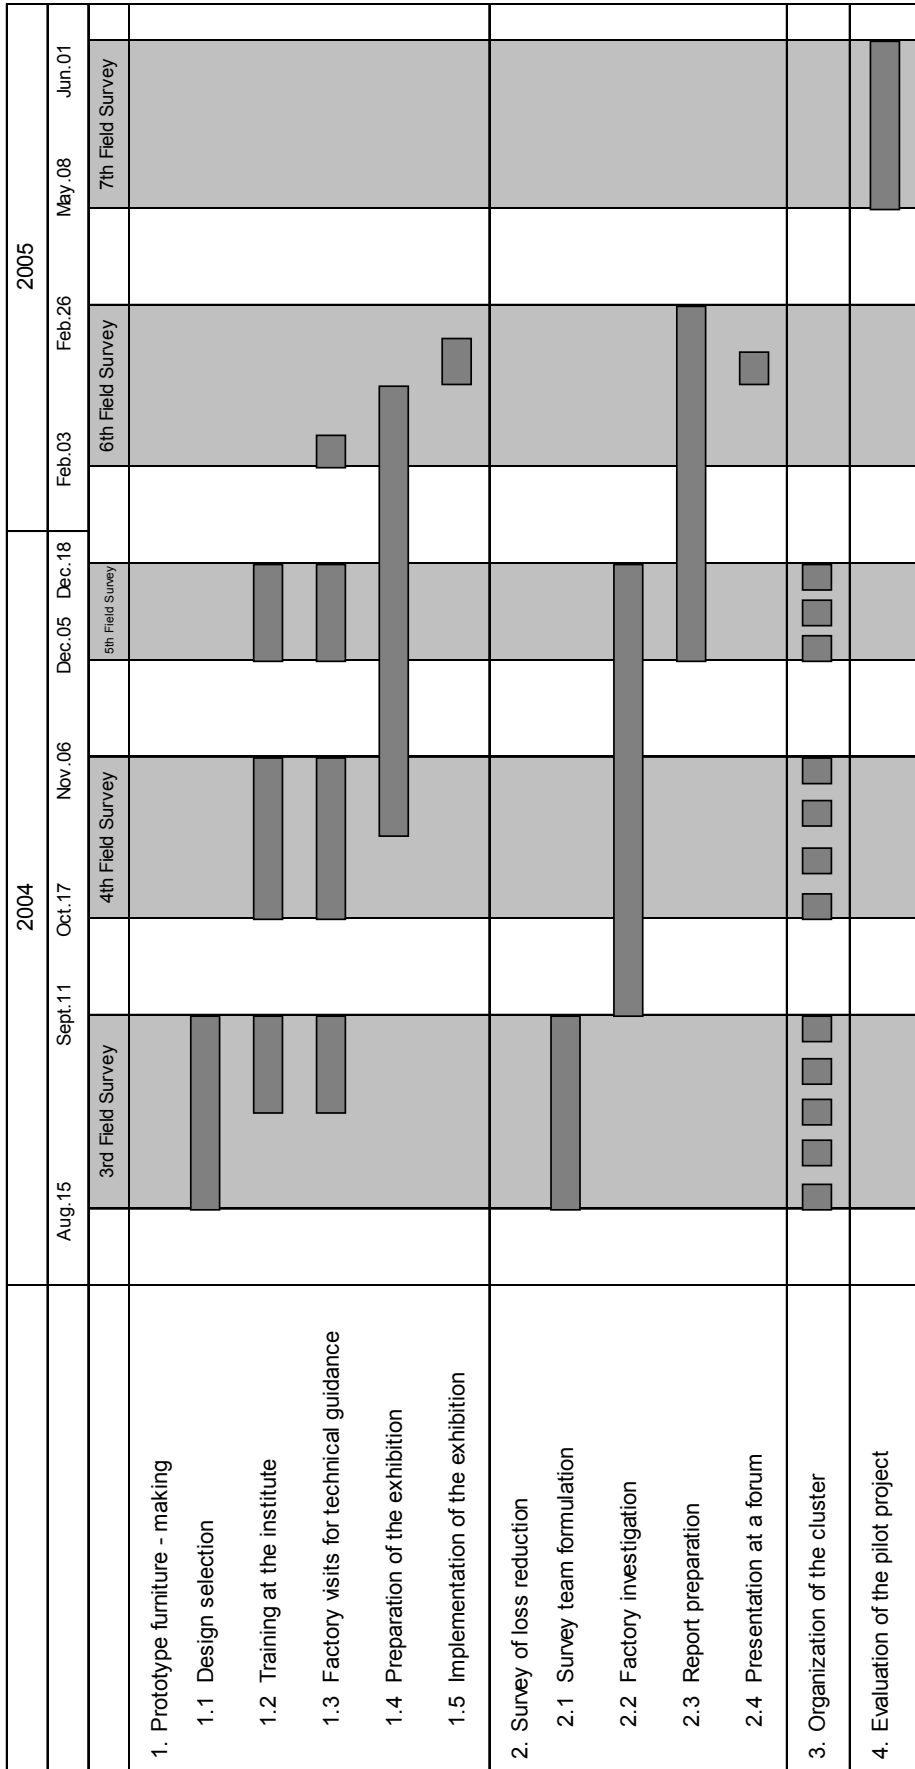 2004
2005
Aug.15
Sept.11
Oct.17
Nov.06
Dec.05
Dec.18
Feb.03
Feb.26
May.08
Jun.01
3rd Field Survey
4th Field Survey
5th Field Survey
6th Field Survey
7th Field Survey
1. Prototype furniture - making
1.1 Design selection
1.2 Training at the institute
1.3 Factory visits for technical guidance
1.4 Preparation of the exhibition
1.5 Implementation of the exhibition
2. Survey of loss reduction
2.1 Survey team formulation
2.2 Factory investigation
2.3 Report preparation
2.4 Presentation at a forum
3. Organization of the cluster
4. Evaluation of the pilot project